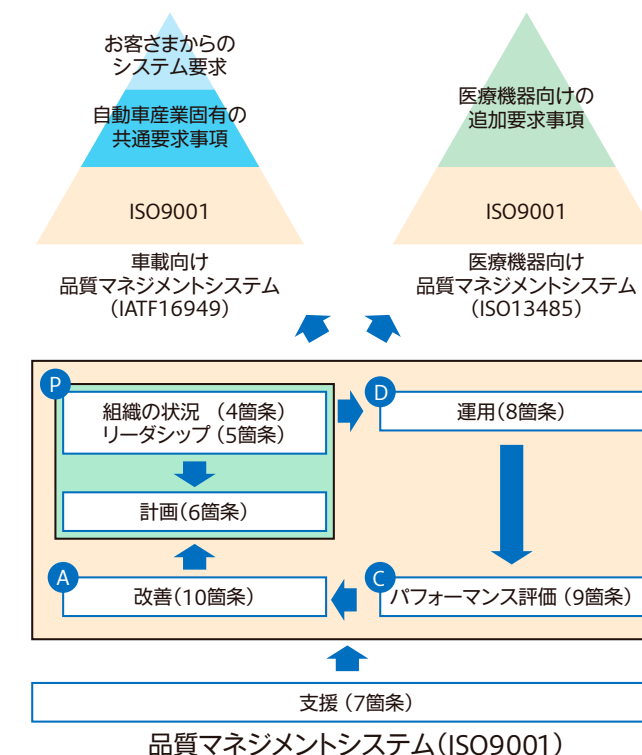 お客さまからの
システム要求
自動車産業固有の
共通要求事項
ISO9001
車載向け
品質マネジメントシステム
(IATF16949)
医療機器向けの
追加要求事項
ISO9001
医療機器向け
品質マネジメントシステム
(ISO13485)
P
組織の状況 （4箇条）
リーダシップ（5箇条）
計画（6箇条）
D
運用（8箇条）
A
改善（10箇条）
C
パフォーマンス評価（9箇条）
支援（7箇条）
品質マネジメントシステム（ISO9001）